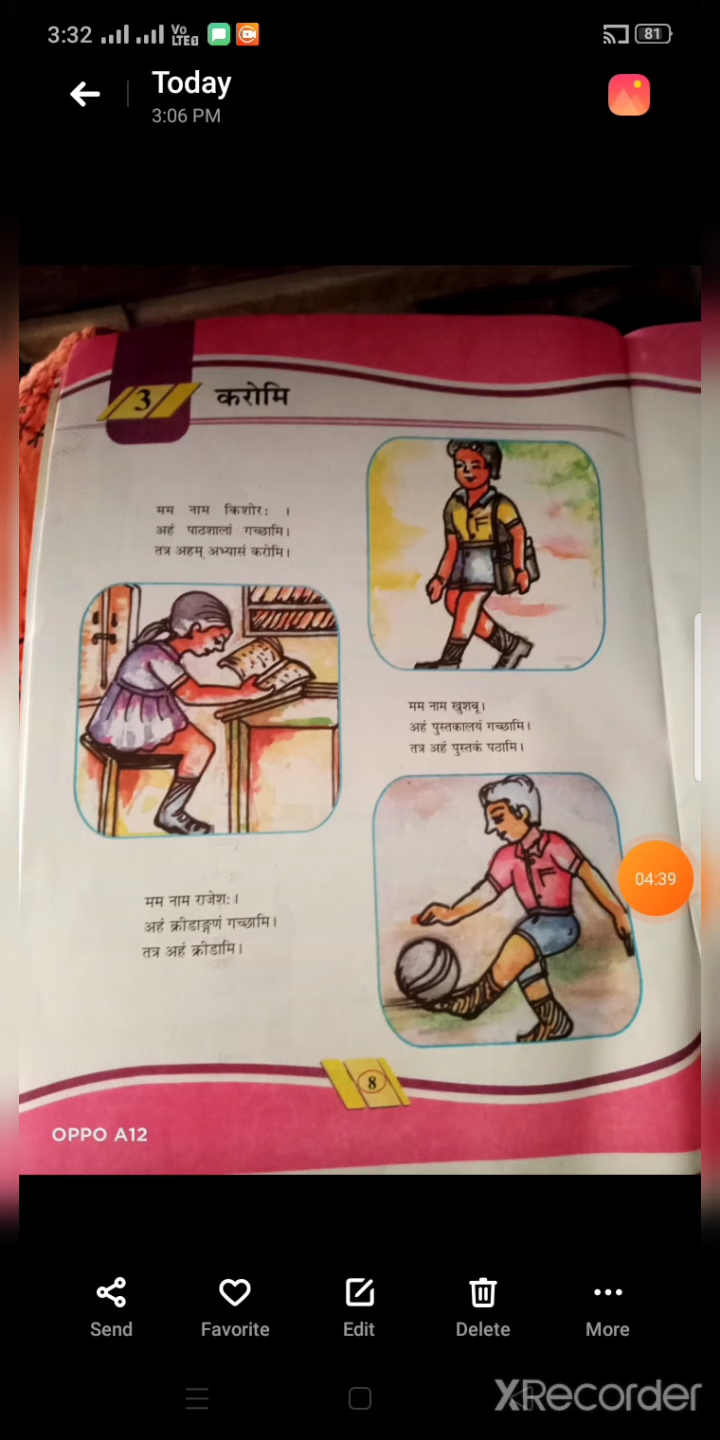 3:32
Vo
LTE
81
Today
3:06 PM
3
करोमि
मम नाम किशोरः ।
अहं पाठशालां गच्छामि।
तत्र अहम् अभ्यासं करोमि।
मम नाम खुशबू।
अहं पुस्तकालयं गच्छामि।
तत्र अहं पुस्तकं पठामि।
04:39
मम नाम राजेशः।
अहं क्रीडाङ्गणं गच्छामि।
तत्र अहं क्रीडामि।
8
OPPO A12
Send Favorite Edit Delete More
XRecorder